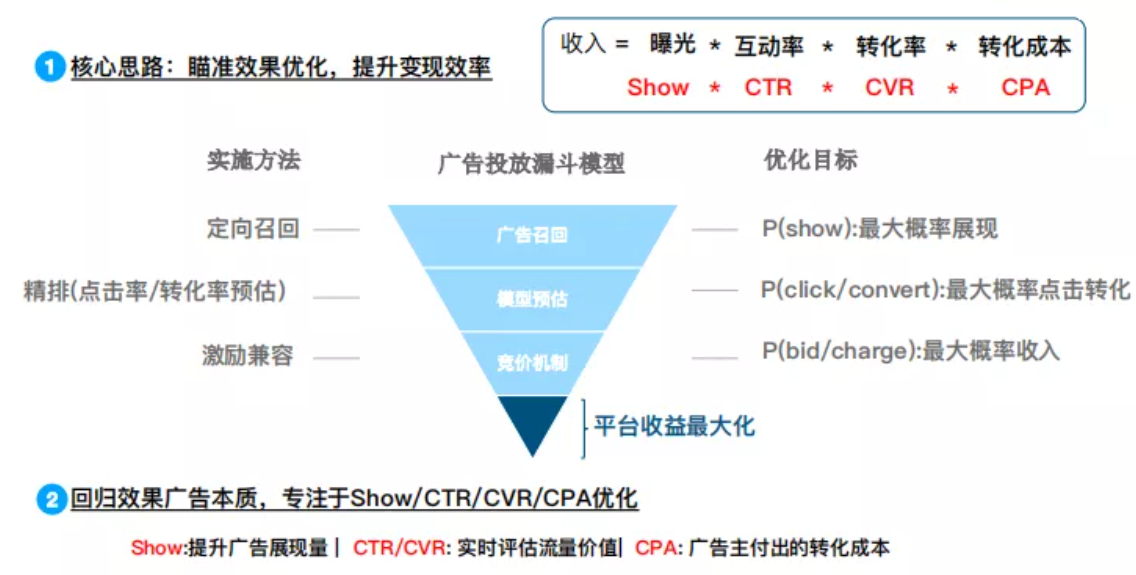 收入 = 曝光 * 互动率 * 转化率 * 转化成本
Show * CTR * CVR * CPA
1 核心思路：瞄准效果优化，提升变现效率
实施方法 广告投放漏斗模型 优化目标
定向召回 广告召回 P(show):最大概率展现
精排(点击率/转化率预估) 模型预估 P(click/convert):最大概率点击转化
激励兼容 竞价机制 P(bid/charge):最大概率收入
平台收益最大化
2 回归效果广告本质，专注于Show/CTR/CVR/CPA优化
Show:提升广告展现量 | CTR/CVR: 实时评估流量价值| CPA: 广告主付出的转化成本